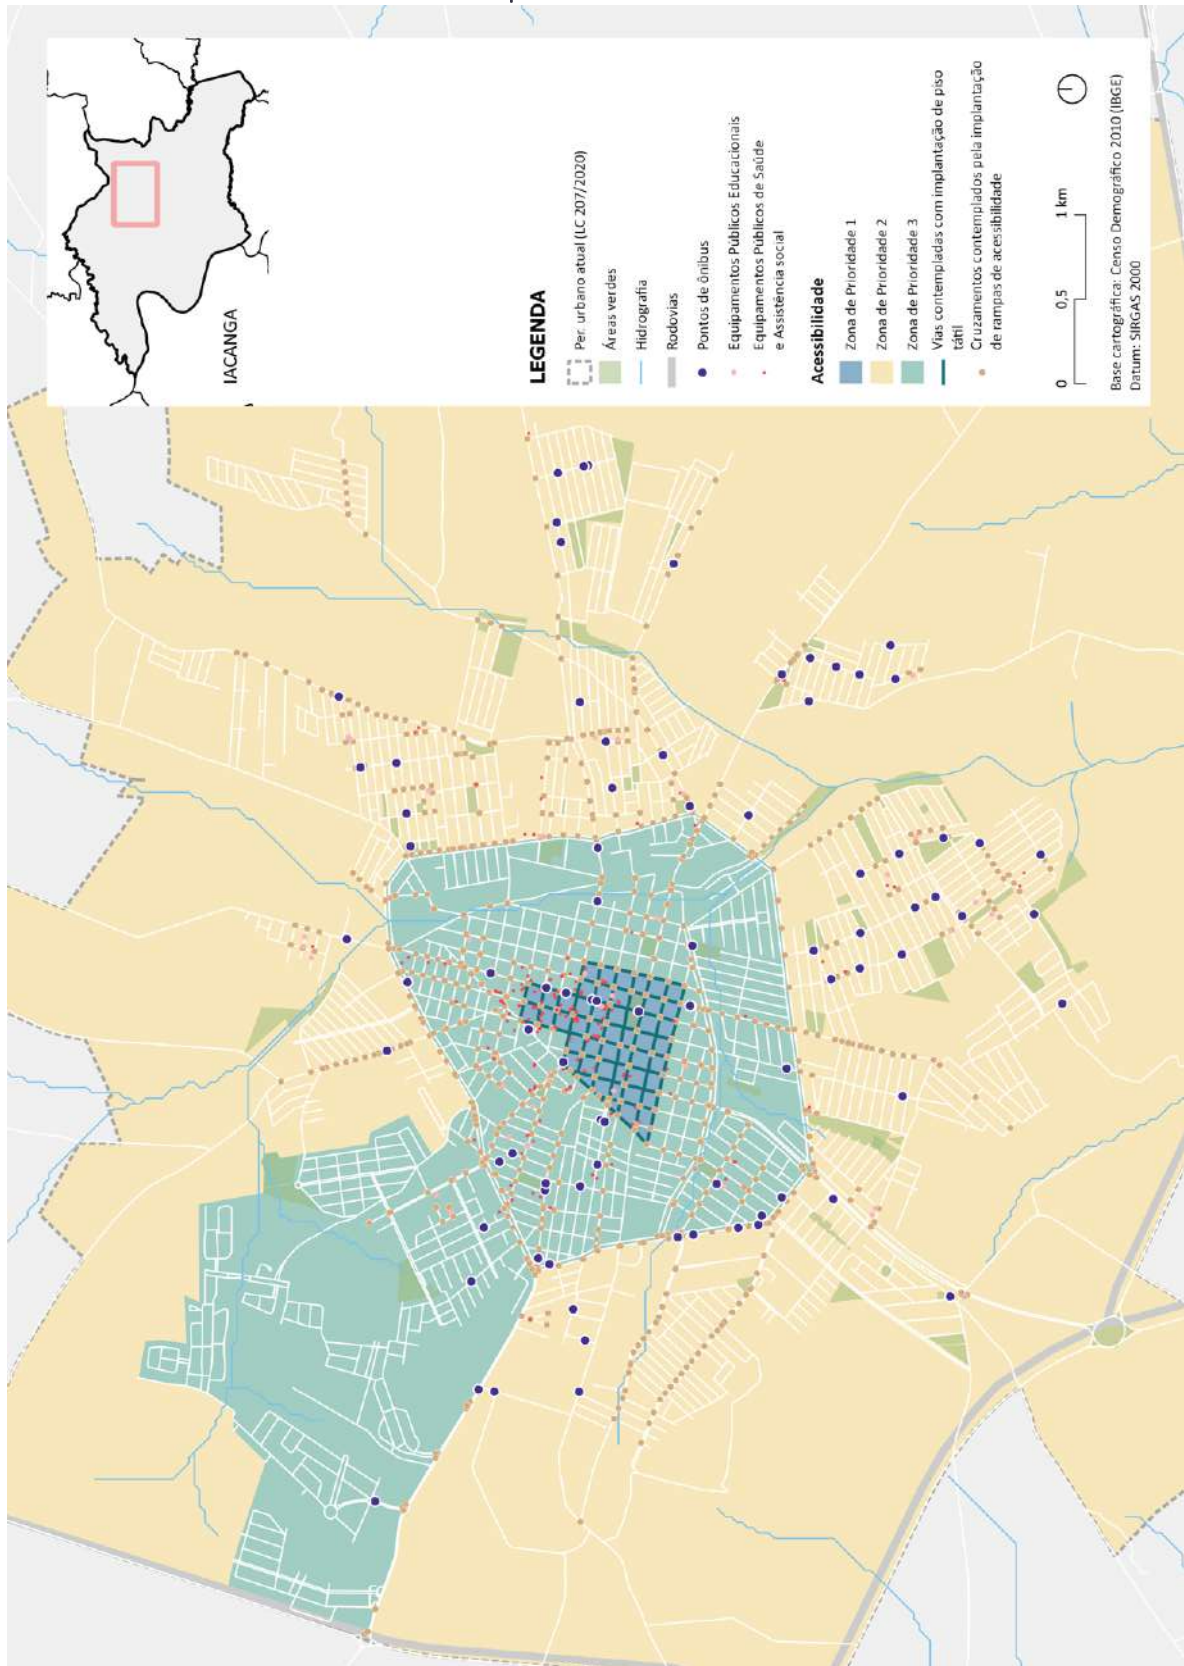 IACANGA
LEGENDA
Per. urbano atual (LC 207/2020)
Áreas verdes
Hidrografia
Rodovias
Pontos de ônibus
Equipamentos Públicos Educacionais
Equipamentos Públicos de Saúde
e Assistência social
Acessibilidade
Zona de Prioridade 1
Zona de Prioridade 2
Zona de Prioridade 3
Vias contempladas com implantação de piso
tátil
Cruzamentos contemplados pela implantação
de rampas de acessibilidade
0 0,5 1 km
Base cartográfica: Censo Demográfico 2010 (IBGE)
Datum: SIRGAS 2000